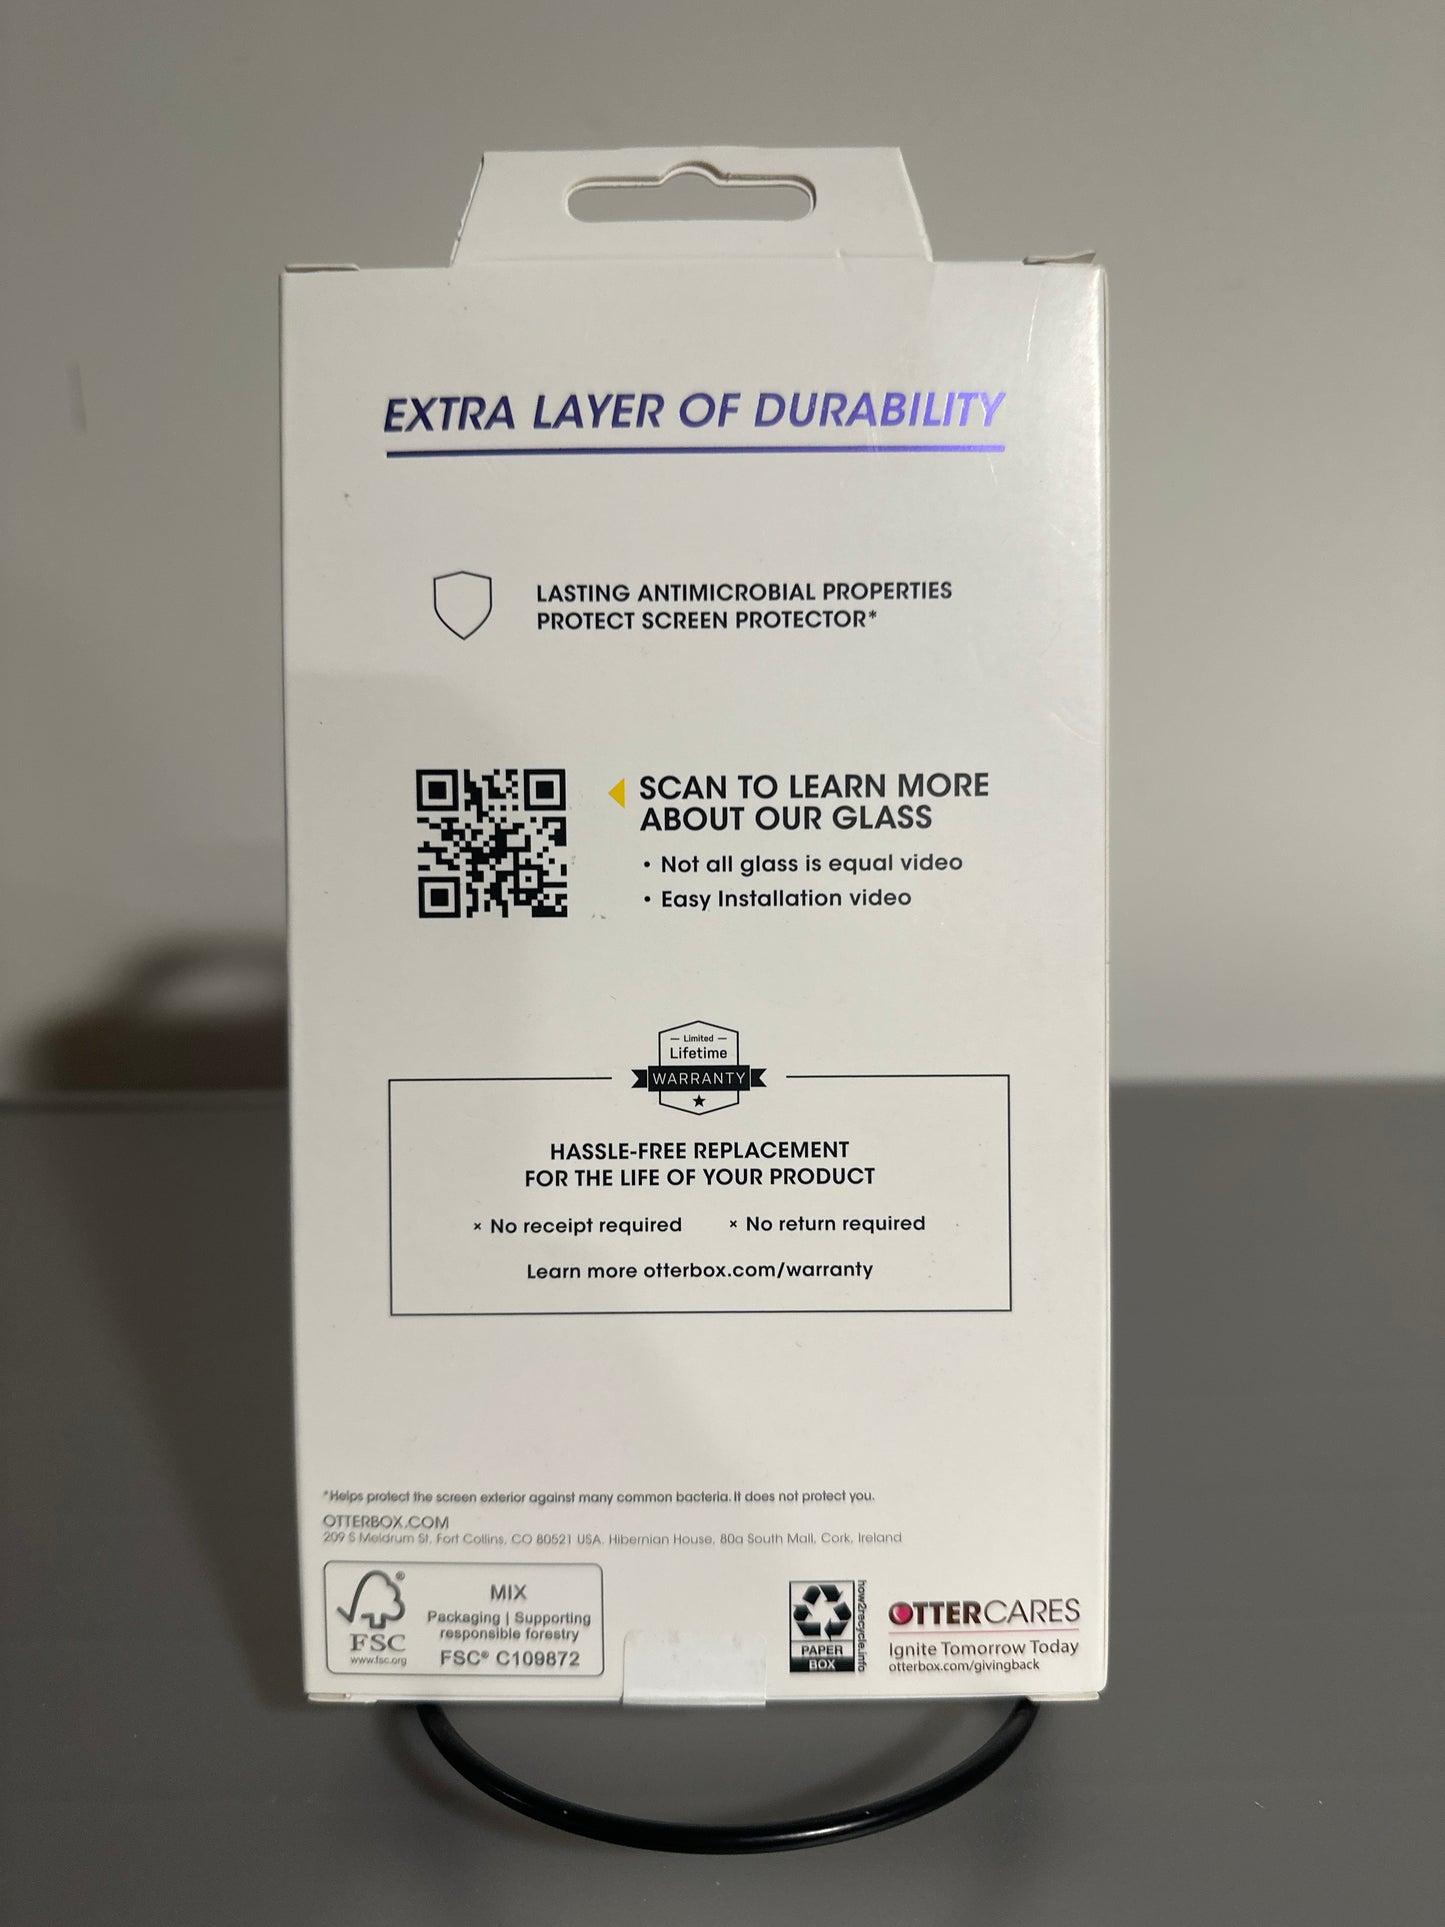 EXTRA LAYER OF DURABILITY
LASTING ANTIMICROBIAL PROPERTIES
PROTECT SCREEN PROTECTOR*
SCAN TO LEARN MORE
ABOUT OUR GLASS
• Not all glass is equal video
• Easy Installation video
— Limited —
Lifetime
WARRANTY
HASSLE-FREE REPLACEMENT
FOR THE LIFE OF YOUR PRODUCT
× No receipt required × No return required
Learn more otterbox.com/warranty
*Helps protect the screen exterior against many common bacteria. It does not protect you.
OTTERBOX.COM
209 S Meldrum St, Fort Collins, CO 80521 USA. Hibernian House, 80a South Mall, Cork, Ireland
®
FSC
www.fsc.org
MIX
Packaging | Supporting
responsible forestry
FSC® C109872
PAPER
BOX
how2recycle.info
OTTERCARES
Ignite Tomorrow Today
otterbox.com/givingback